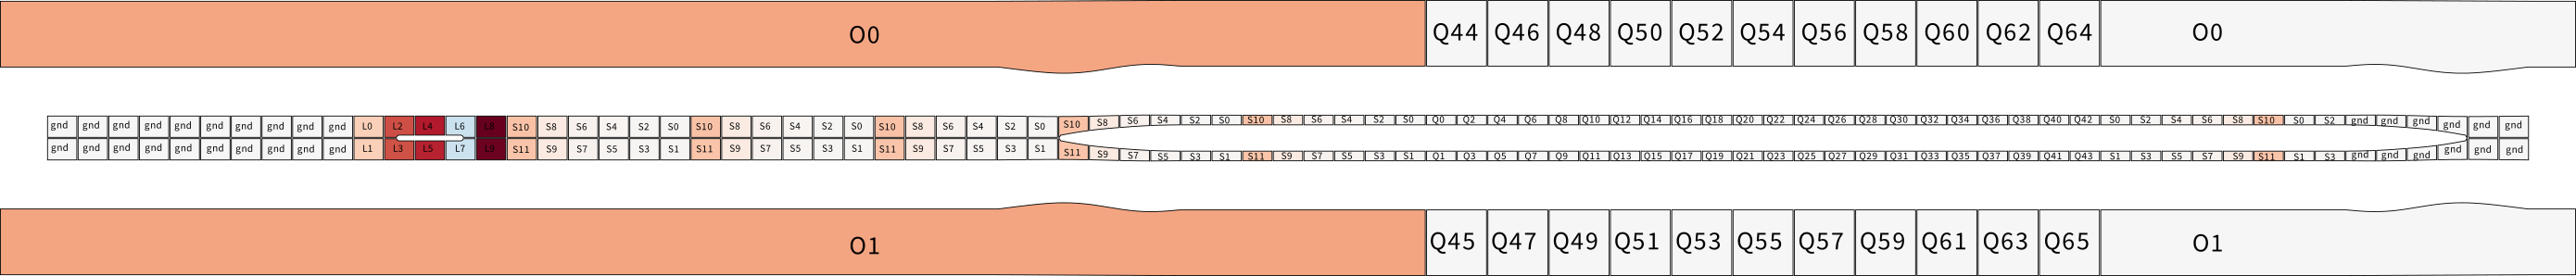 O0 Q44 Q46 Q48 Q50 Q52 Q54 Q56 Q58 Q60 Q62 Q64 O0
gnd gnd gnd gnd gnd gnd gnd gnd gnd gnd L0 L2 L4 L6 L8 S10 S8 S6 S4 S2 S0 S10 S8 S6 S4 S2 S0 S10 S8 S6 S4 S2 S0 S10 S8 S6 S4 S2 S0 S10 S8 S6 S4 S2 S0 Q0 Q2 Q4 Q6 Q8 Q10 Q12 Q14 Q16 Q18 Q20 Q22 Q24 Q26 Q28 Q30 Q32 Q34 Q36 Q38 Q40 Q42 S0 S2 S4 S6 S8 S10 S0 S2 gnd gnd gnd gnd gnd gnd
gnd gnd gnd gnd gnd gnd gnd gnd gnd gnd L1 L3 L5 L7 L9 S11 S9 S7 S5 S3 S1 S11 S9 S7 S5 S3 S1 S11 S9 S7 S5 S3 S1 S11 S9 S7 S5 S3 S1 S11 S9 S7 S5 S3 S1 Q1 Q3 Q5 Q7 Q9 Q11 Q13 Q15 Q17 Q19 Q21 Q23 Q25 Q27 Q29 Q31 Q33 Q35 Q37 Q39 Q41 Q43 S1 S3 S5 S7 S9 S11 S1 S3 gnd gnd gnd gnd gnd gnd
O1 Q45 Q47 Q49 Q51 Q53 Q55 Q57 Q59 Q61 Q63 Q65 O1